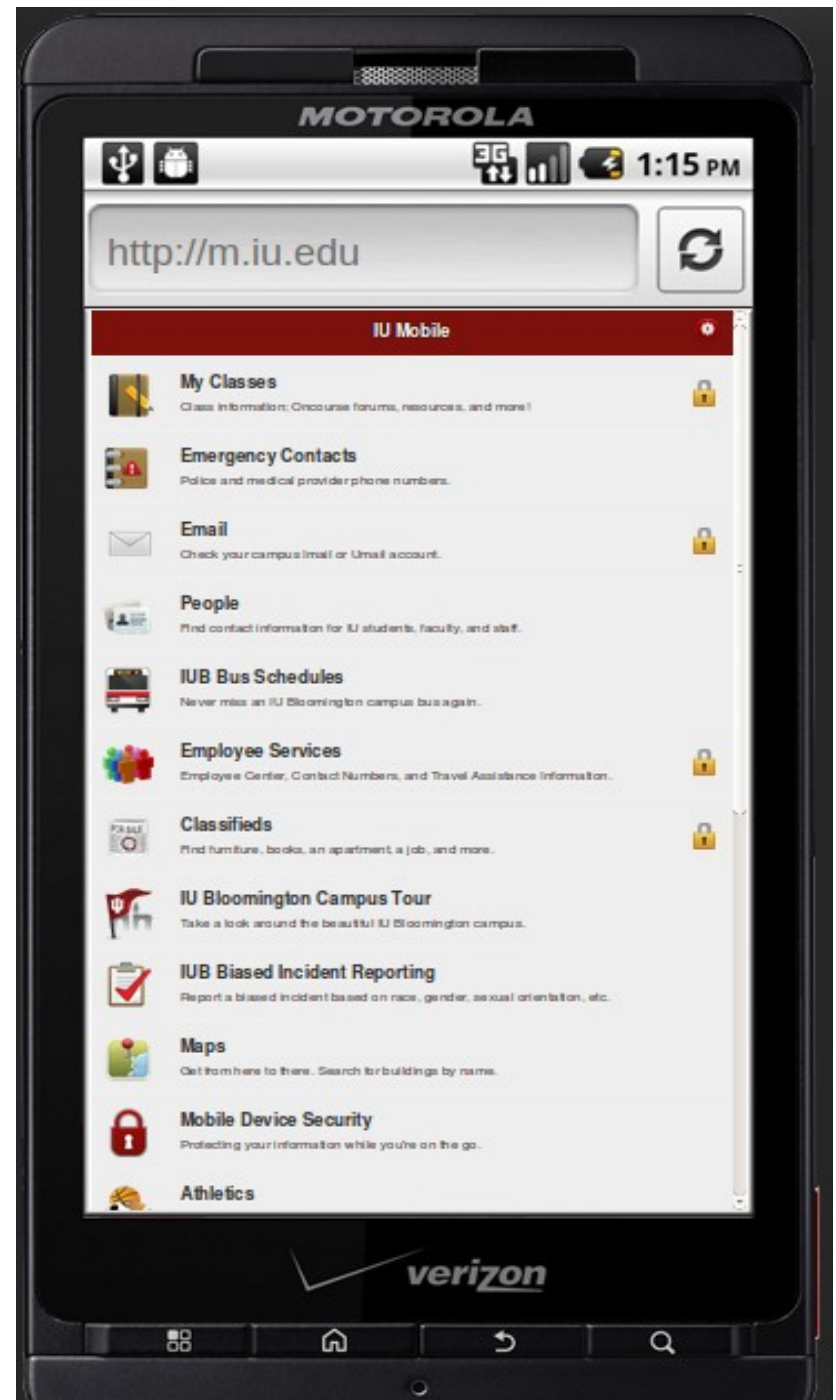 MOTOROLA
3G 1:15 PM
http://m.iu.edu
IU Mobile
My Classes
Class Information; Oncourse forums, resources, and more!
Emergency Contacts
Police and medical provider phone numbers.
Email
Check your campus Imail or Umail account.
People
Find contact information for IU students, faculty, and staff.
IUB Bus Schedules
Never miss an IU Bloomington campus bus again.
Employee Services
Employee Center, Contact Numbers, and Travel Assistance Information.
FOR SALE
Classifieds
Find furniture, books, an apartment, a job, and more.
IU Bloomington Campus Tour
Take a look around the beautiful IU Bloomington campus.
IUB Biased Incident Reporting
Report a biased incident based on race, gender, sexual orientation, etc.
Maps
Get from here to there. Search for buildings by name.
Mobile Device Security
Protecting your information while you're on the go.
Athletics
verizon